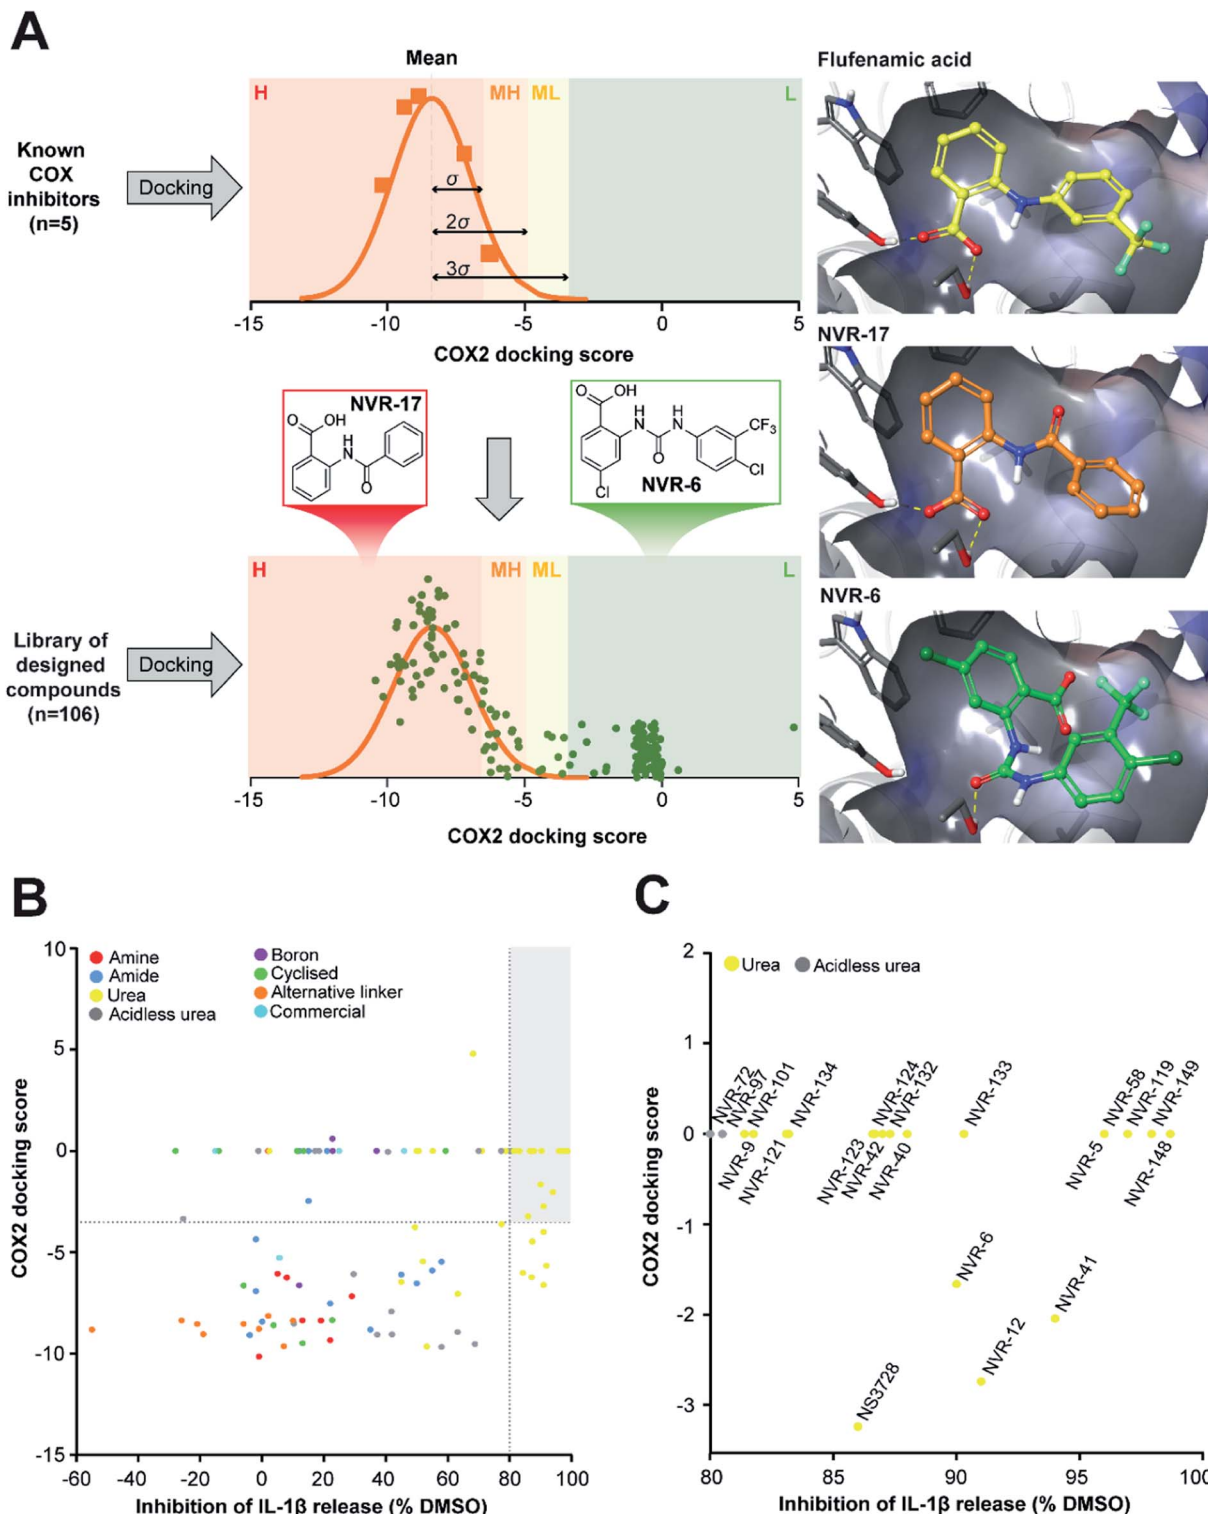 A
Mean
Flufenamic acid
H
MH
ML
L
Known
COX
inhibitors
(n=5)
Docking
σ
2σ
3σ
-15
-10
-5
0
5
COX2 docking score
NVR-17
O
OH
NVR-17
H
N
O
O
OH
H
N
H
N
CF3
O
Cl
Cl
NVR-6
H
MH
ML
L
NVR-6
Library of
designed
compounds
(n=106)
Docking
-15
-10
-5
0
5
COX2 docking score
B
10
5
0
-5
-10
-15
COX2 docking score
Amine
Amide
Urea
Acidless urea
Boron
Cyclised
Alternative linker
Commercial
-60
-40
-20
0
20
40
60
80
100
Inhibition of IL-1β release (% DMSO)
C
2
1
0
-1
-2
-3
COX2 docking score
Urea
Acidless urea
NVR-72
NVR-97
NVR-101
NVR-134
NVR-124
NVR-132
NVR-133
NVR-58
NVR-119
NVR-149
NVR-9
NVR-121
NVR-123
NVR-42
NVR-40
NVR-5
NVR-148
NVR-6
NVR-41
NVR-12
NS3728
80
85
90
95
100
Inhibition of IL-1β release (% DMSO)